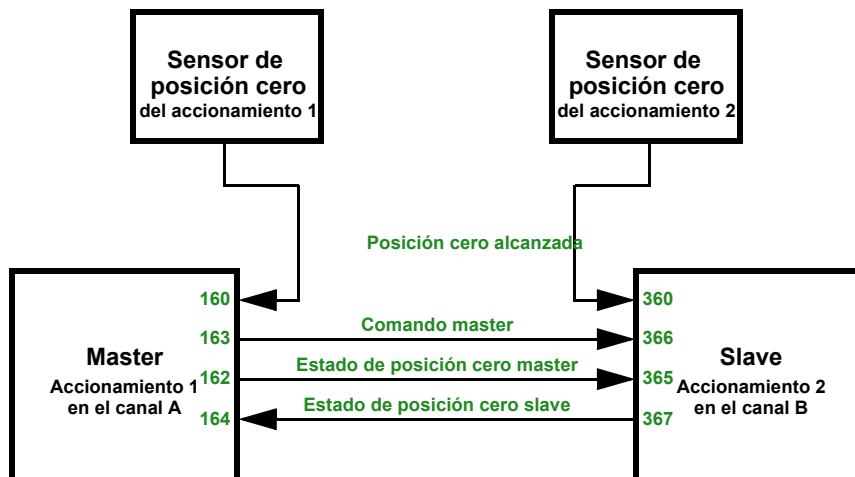 Sensor de
posición cero
del accionamiento 1
Sensor de
posición cero
del accionamiento 2
Posición cero alcanzada
160
360
163
Comando master
366
Master
Slave
162
Estado de posición cero master
365
Accionamiento 1
en el canal A
Accionamiento 2
en el canal B
164
Estado de posición cero slave
367